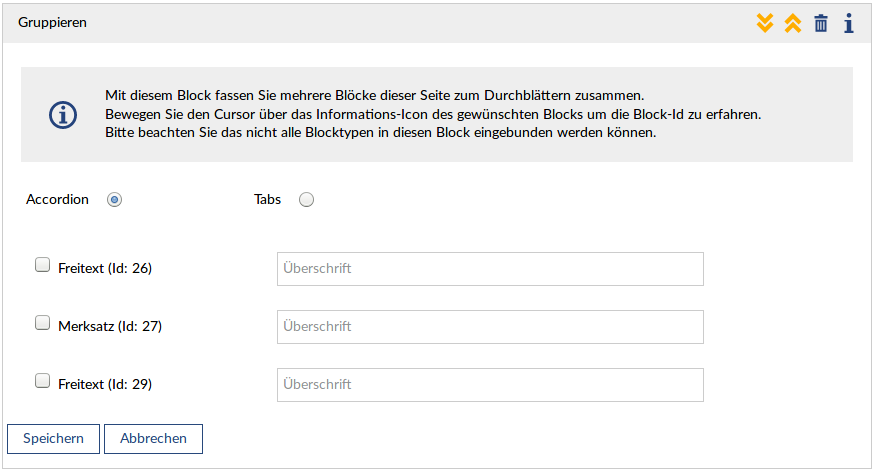 Gruppieren
Mit diesem Block fassen Sie mehrere Blöcke dieser Seite zum Durchblättern zusammen.
Bewegen Sie den Cursor über das Informations-Icon des gewünschten Blocks um die Block-Id zu erfahren.
Bitte beachten Sie das nicht alle Blocktypen in diesen Block eingebunden werden können.
Accordion Tabs
Freitext (Id: 26) Überschrift
Merksatz (Id: 27) Überschrift
Freitext (Id: 29) Überschrift
Speichern Abbrechen